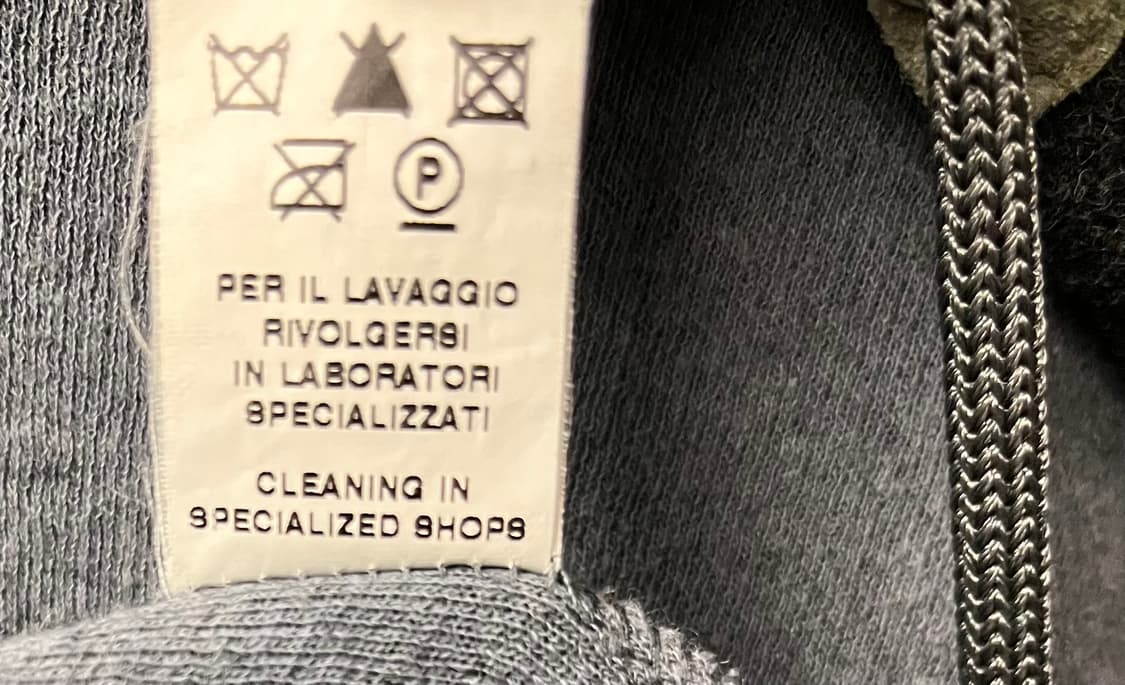 P
PER IL LAVAGGIO
RIVOLGERSI
IN LABORATORI
SPECIALIZZATI
CLEANING IN
SPECIALIZED SHOPS